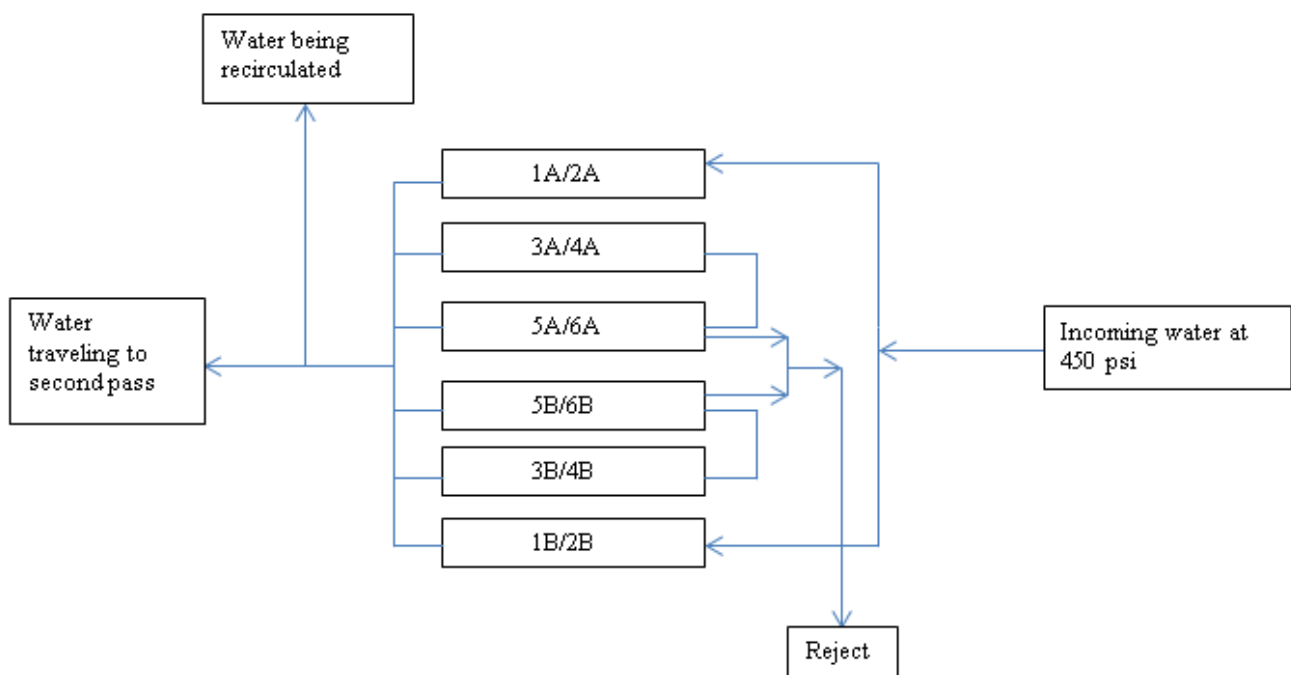 Water being
recirculated
1A/2A
3A/4A
5A/6A
Water
traveling to
second pass
Incoming water at
450 psi
5B/6B
3B/4B
1B/2B
Reject